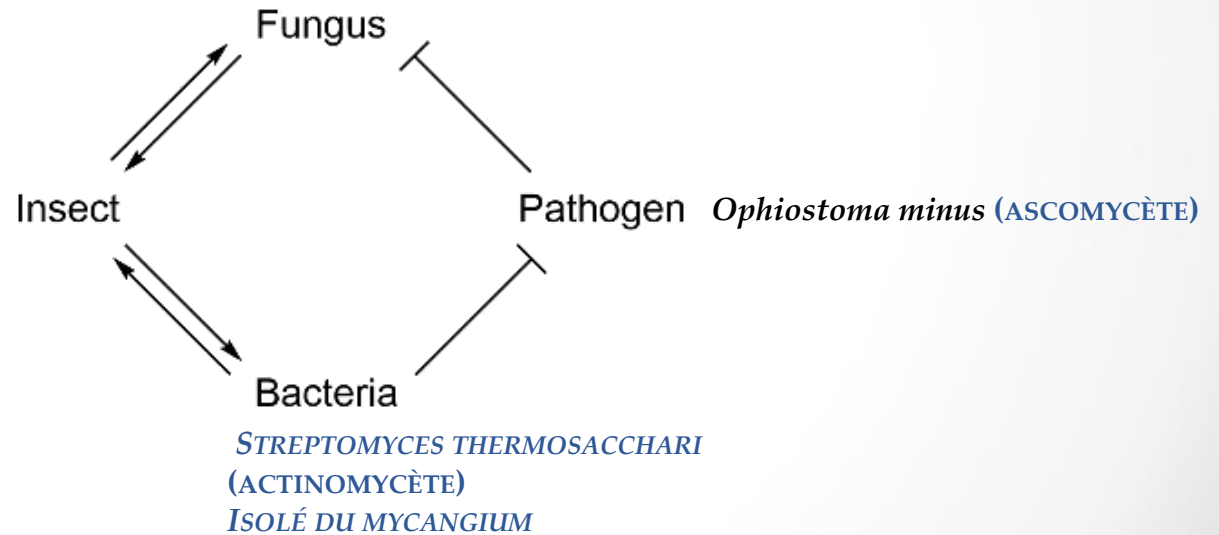 Fungus
Insect
Pathogen Ophiostoma minus (ASCOMYCÈTE)
Bacteria
STREPTOMYCES THERMOSACCHARI
(ACTINOMYCÈTE)
ISOLÉ DU MYCANGIUM